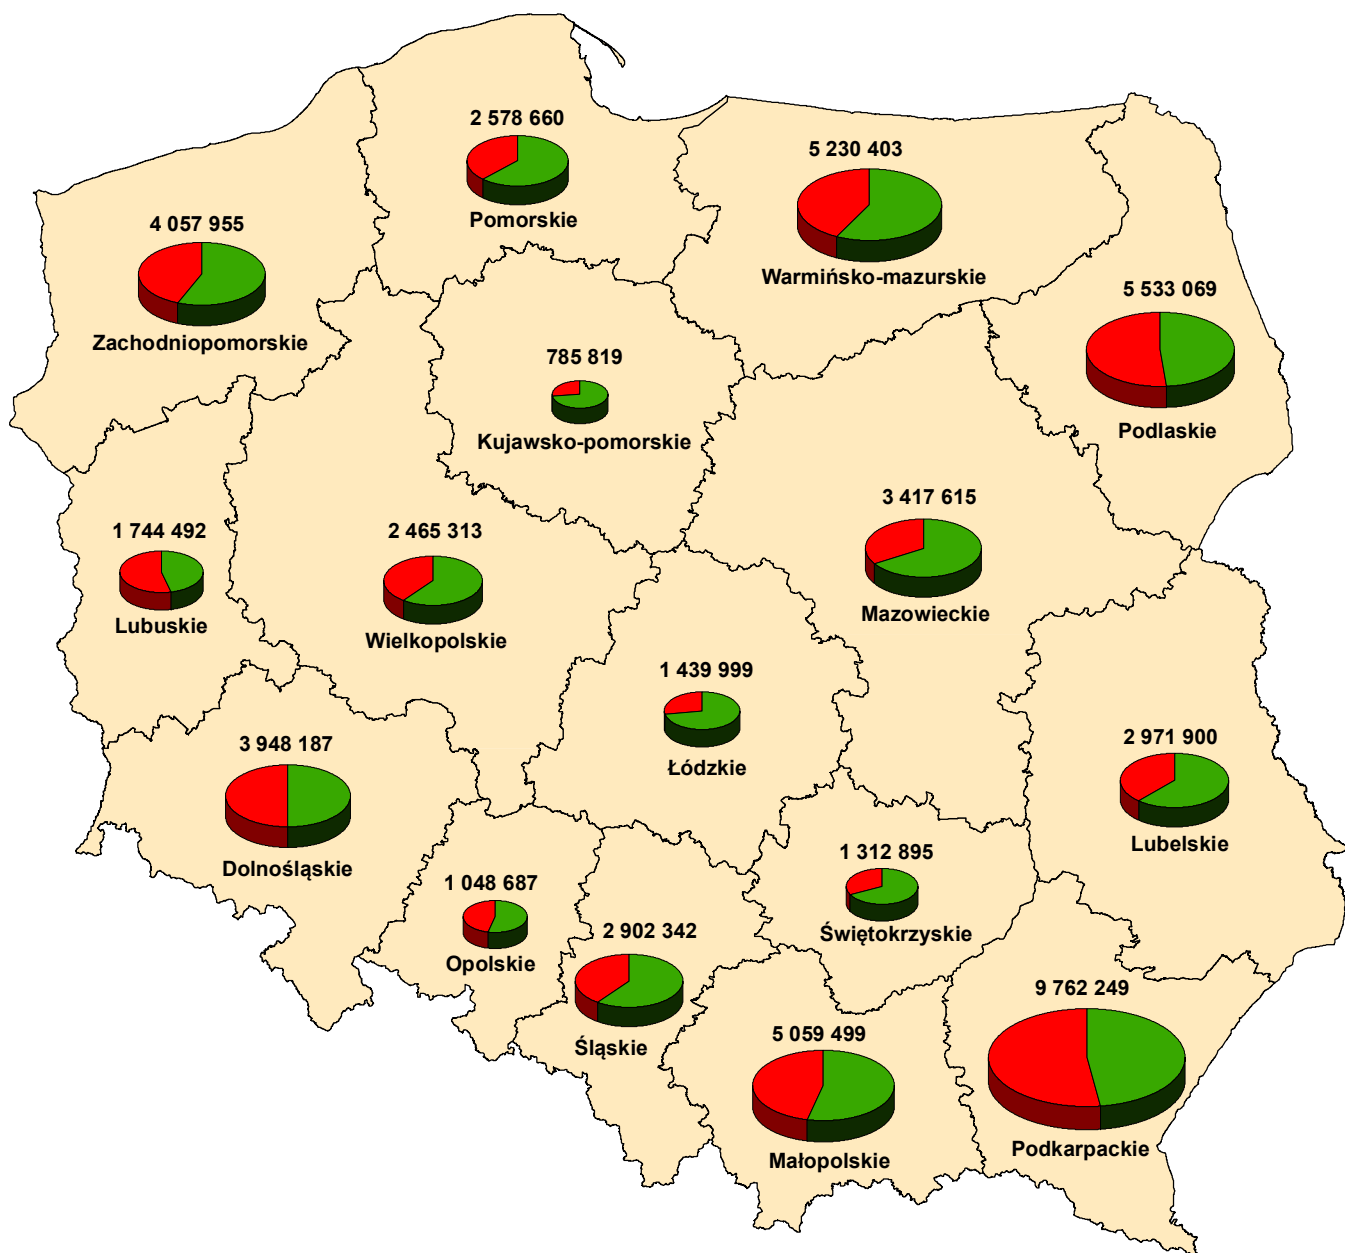 2 578 660
Pomorskie
5 230 403
Warmińsko-mazurskie
4 057 955
Zachodniopomorskie
5 533 069
Podlaskie
785 819
Kujawsko-pomorskie
3 417 615
Mazowieckie
1 744 492
Lubuskie
2 465 313
Wielkopolskie
1 439 999
Łódzkie
3 948 187
Dolnośląskie
2 971 900
Lubelskie
1 312 895
Świętokrzyskie
1 048 687
Opolskie
2 902 342
Śląskie
9 762 249
Podkarpackie
5 059 499
Małopolskie